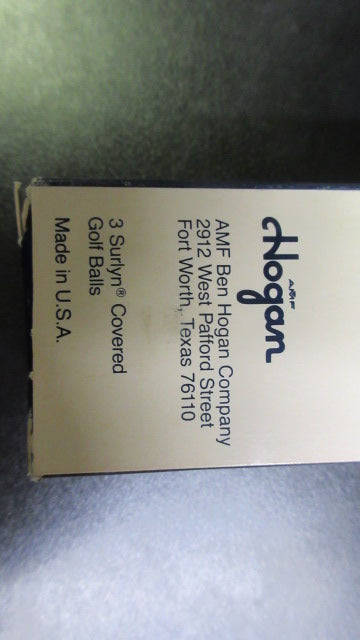 AMF
Hogan
AMF Ben Hogan Company
2912 West Pafford Street
Fort Worth, Texas 76110
3 Surlyn® Covered
Golf Balls
Made in U.S.A.